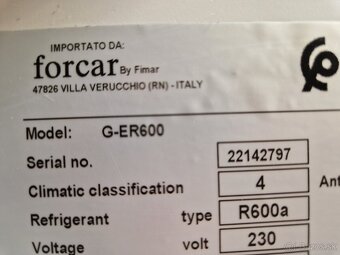 IMPORTATO DA:
forcar By Fimar
47826 VILLA VERUCCHIO (RN) - ITALY
Model: G-ER600
Serial no. 22142797
Climatic classification 4 Ant
Refrigerant type R600a
Voltage volt 230